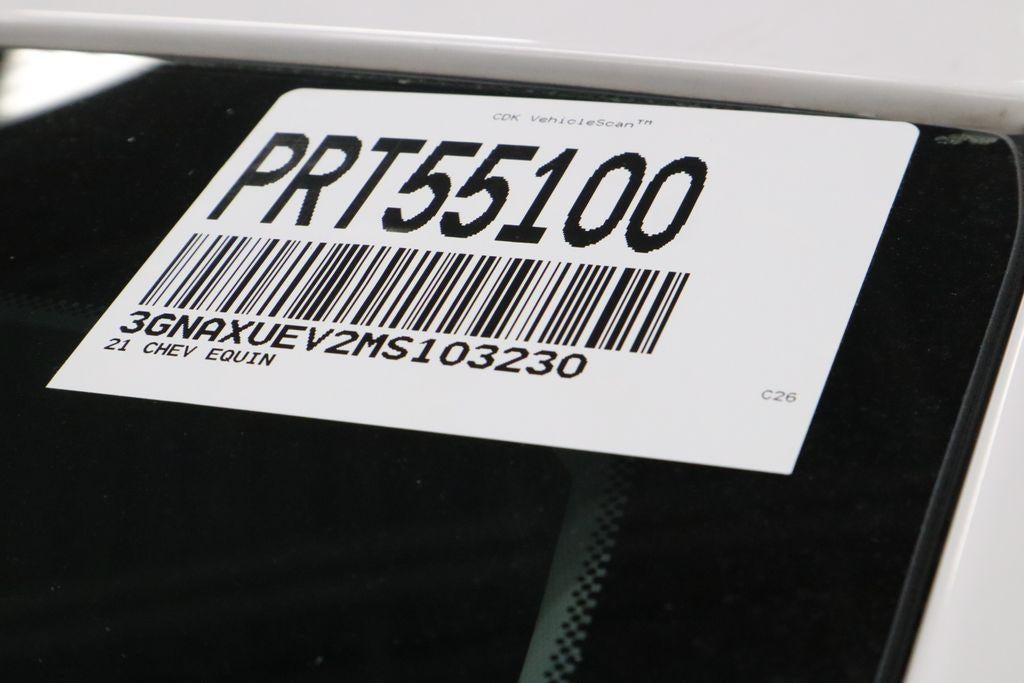 CDK VehicleScan™
PRT55100
3GNAXUEV2MS103230
21 CHEV EQUIN
C26